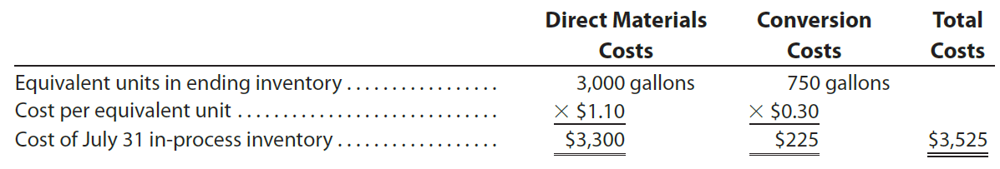 Direct Materials Conversion Total
Costs Costs Costs
Equivalent units in ending inventory . . . . . . . . . . . . . . . . . . 3,000 gallons 750 gallons
Cost per equivalent unit . . . . . . . . . . . . . . . . . . . . . . . . . . . . . . × $1.10 × $0.30
Cost of July 31 in-process inventory . . . . . . . . . . . . . . . . . . . $3,300 $225 $3,525